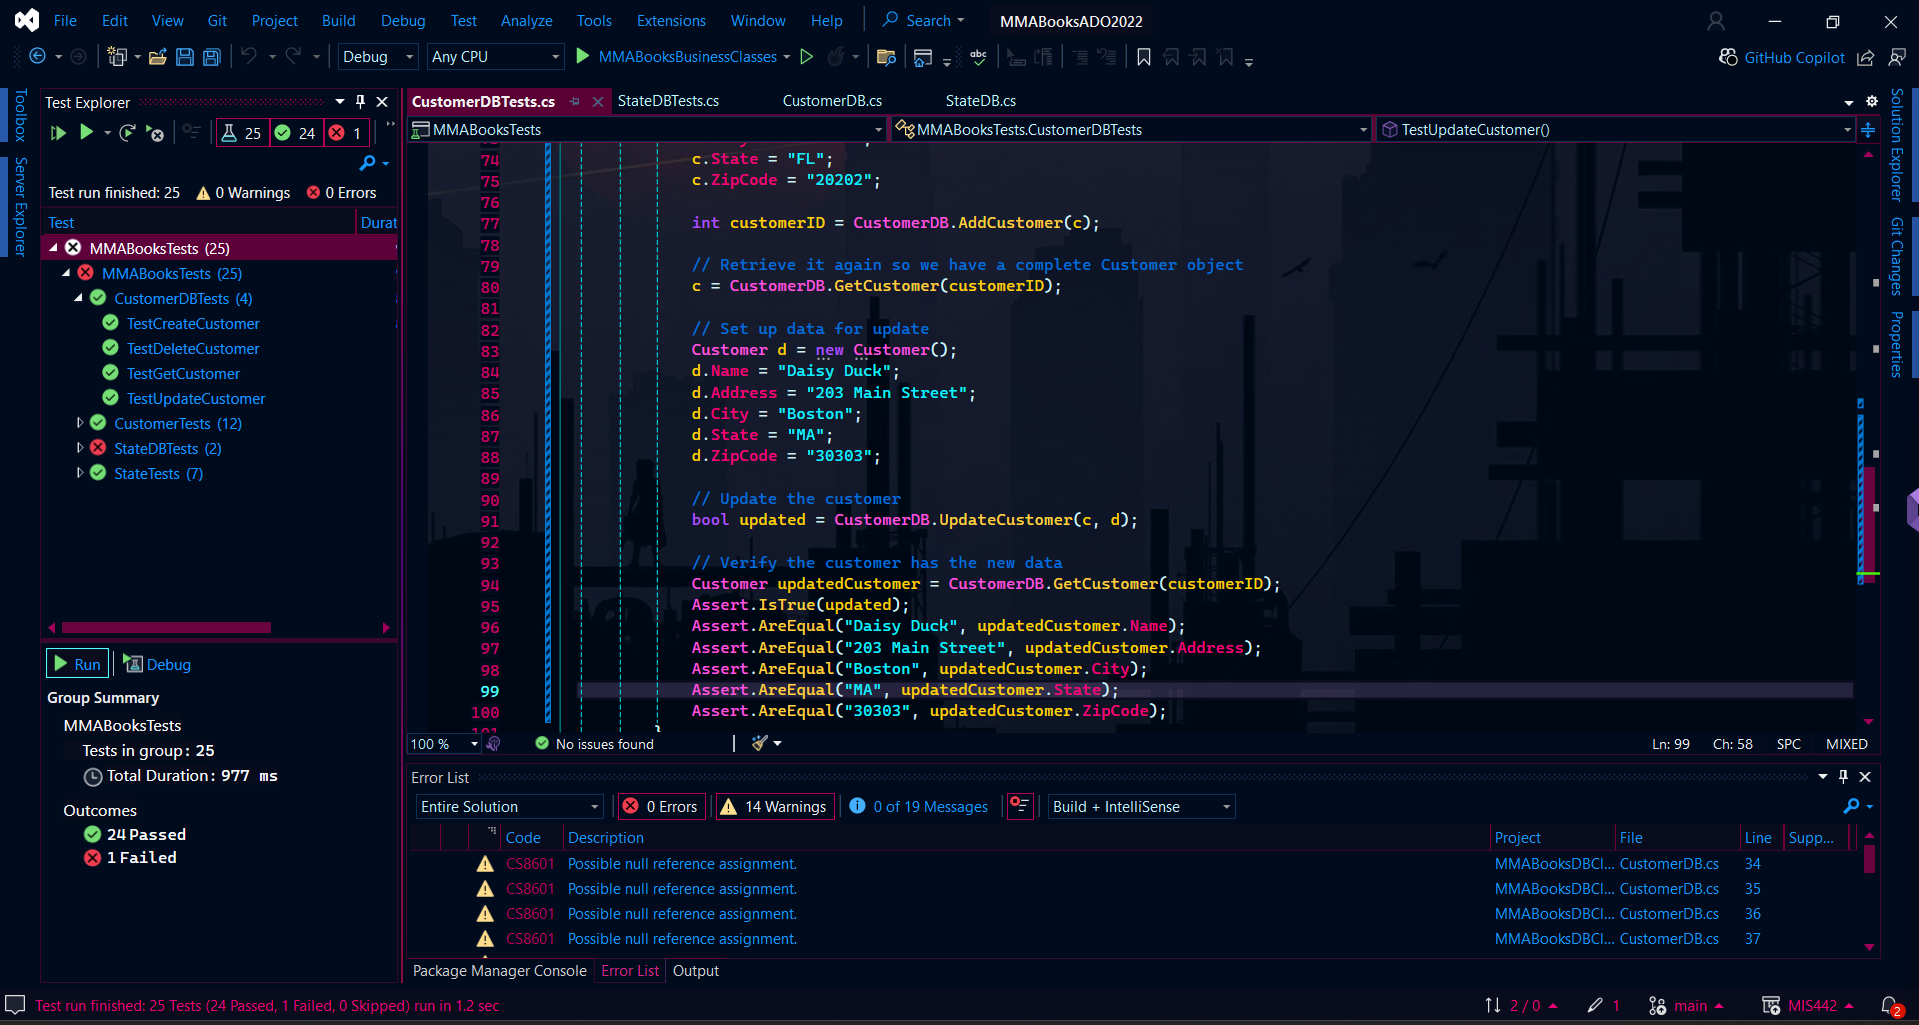 File Edit View Git Project Build Debug Test Analyze Tools Extensions Window Help Search MMABooksADO2022
Debug Any CPU MMABooksBusinessClasses GitHub Copilot
Toolbox
Server Explorer
Test Explorer
25 24 1
Test run finished: 25 0 Warnings 0 Errors
Test Durat
MMABooksTests (25)
MMABooksTests (25)
CustomerDBTests (4)
TestCreateCustomer
TestDeleteCustomer
TestGetCustomer
TestUpdateCustomer
CustomerTests (12)
StateDBTests (2)
StateTests (7)
Run Debug
Group Summary
MMABooksTests
Tests in group: 25
Total Duration: 977 ms
Outcomes
24 Passed
1 Failed
CustomerDBTests.cs StateDBTests.cs CustomerDB.cs StateDB.cs
MMABooksTests MMABooksTests.CustomerDBTests TestUpdateCustomer()
74 c.State = "FL";
75 c.ZipCode = "20202";
76
77 int customerID = CustomerDB.AddCustomer(c);
78
79 // Retrieve it again so we have a complete Customer object
80 c = CustomerDB.GetCustomer(customerID);
81
82 // Set up data for update
83 Customer d = new Customer();
84 d.Name = "Daisy Duck";
85 d.Address = "203 Main Street";
86 d.City = "Boston";
87 d.State = "MA";
88 d.ZipCode = "30303";
89
90 // Update the customer
91 bool updated = CustomerDB.UpdateCustomer(c, d);
92
93 // Verify the customer has the new data
94 Customer updatedCustomer = CustomerDB.GetCustomer(customerID);
95 Assert.IsTrue(updated);
96 Assert.AreEqual("Daisy Duck", updatedCustomer.Name);
97 Assert.AreEqual("203 Main Street", updatedCustomer.Address);
98 Assert.AreEqual("Boston", updatedCustomer.City);
99 Assert.AreEqual("MA", updatedCustomer.State);
100 Assert.AreEqual("30303", updatedCustomer.ZipCode);
100 % No issues found Ln: 99 Ch: 58 SPC MIXED
Solution Explorer
Git Changes
Properties
Error List
Entire Solution 0 Errors 14 Warnings 0 of 19 Messages Build + IntelliSense
Code Description Project File Line Supp...
CS8601 Possible null reference assignment. MMABooksDBCl... CustomerDB.cs 34
CS8601 Possible null reference assignment. MMABooksDBCl... CustomerDB.cs 35
CS8601 Possible null reference assignment. MMABooksDBCl... CustomerDB.cs 36
CS8601 Possible null reference assignment. MMABooksDBCl... CustomerDB.cs 37
Package Manager Console Error List Output
Test run finished: 25 Tests (24 Passed, 1 Failed, 0 Skipped) run in 1.2 sec 2 / 0 1 main MIS442 2